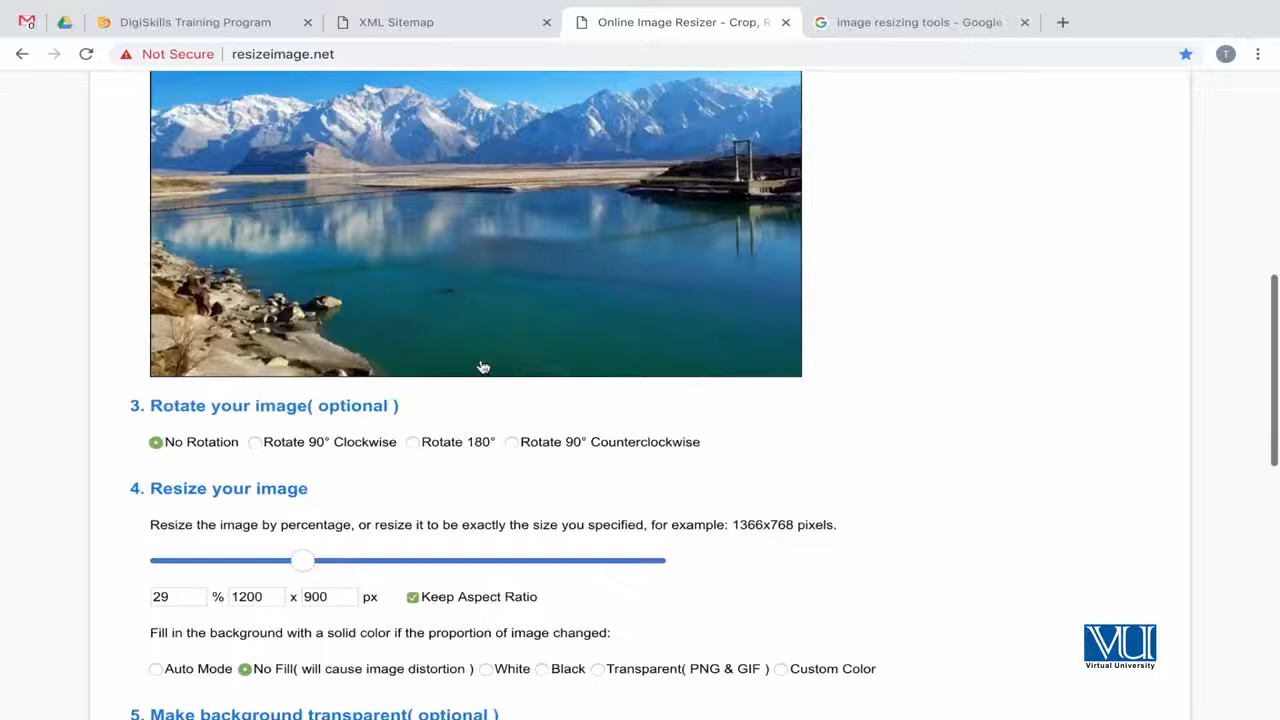 DigiSkills Training Program
XML Sitemap
Online Image Resizer - Crop, R
image resizing tools - Google
Not Secure
resizeimage.net
T
3. Rotate your image( optional )
No Rotation Rotate 90° Clockwise Rotate 180° Rotate 90° Counterclockwise
4. Resize your image
Resize the image by percentage, or resize it to be exactly the size you specified, for example: 1366x768 pixels.
29 % 1200 x 900 px Keep Aspect Ratio
Fill in the background with a solid color if the proportion of image changed:
Auto Mode No Fill( will cause image distortion ) White Black Transparent( PNG & GIF ) Custom Color
VU
Virtual University
5. Make background transparent( optional )